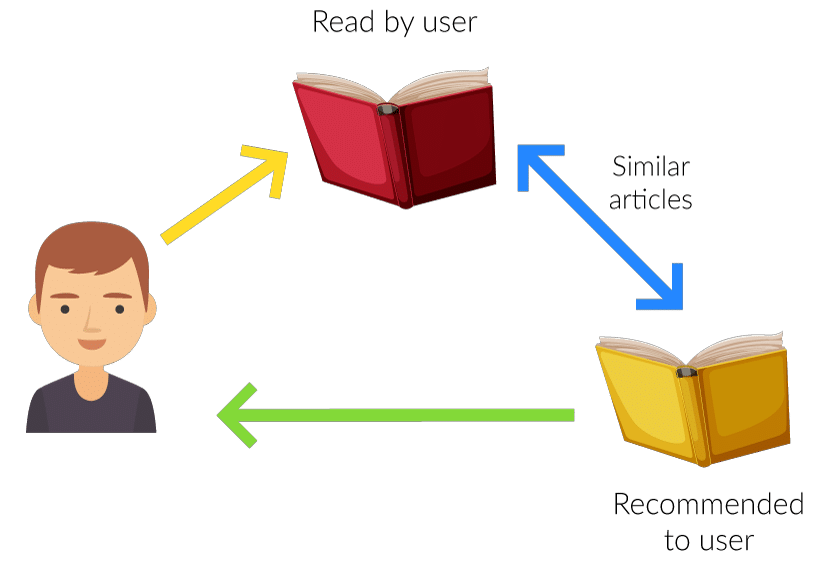 Read by user
Similar
articles
Recommended
to user